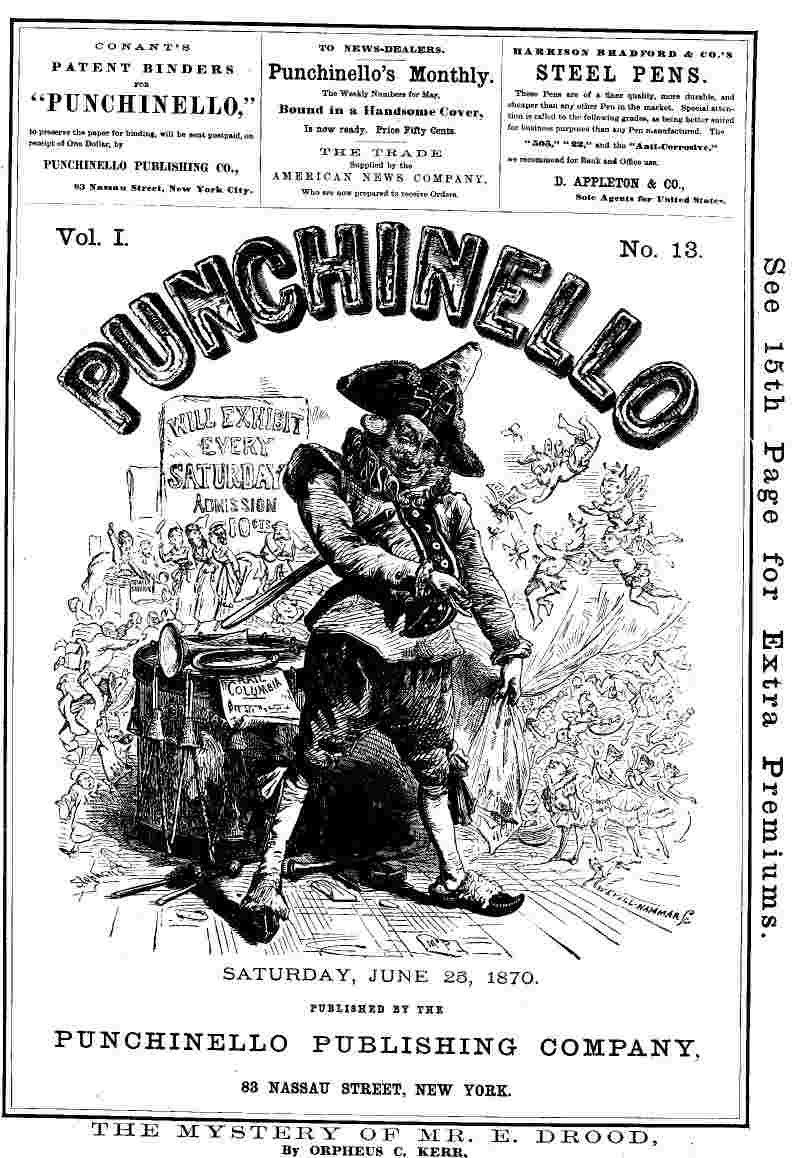 CONANT'S
PATENT BINDERS
FOR
"PUNCHINELLO,"
to preserve the paper for binding, will be sent postpaid, on
receipt of One Dollar, by
PUNCHINELLO PUBLISHING CO.,
83 Nassau Street, New York City.
TO NEWS-DEALERS.
Punchinello's Monthly.
The Weekly Numbers for May,
Bound in a Handsome Cover,
Is now ready. Price Fifty Cents.
THE TRADE
Supplied by the
AMERICAN NEWS COMPANY,
Who are now prepared to receive Orders.
HARRISON BRADFORD & CO.'S
STEEL PENS.
These Pens are of a finer quality, more durable, and
cheaper than any other Pen in the market. Special atten-
tion is called to the following grades, as being better suited
for business purposes than any Pen manufactured. The
"505," "22," and the "Anti-Corrosive,"
we recommend for Bank and Office use.
D. APPLETON & CO.,
Sole Agents for United States.
Vol. I.
No. 13.
PUNCHINELLO
WILL EXHIBIT
EVERY
SATURDAY
ADMISSION
10 CTS
HAIL
COLUMBIA
SATURDAY, JUNE 25, 1870.
PUBLISHED BY THE
PUNCHINELLO PUBLISHING COMPANY,
83 NASSAU STREET, NEW YORK.
THE MYSTERY OF MR. E. DROOD,
By ORPHEUS C. KERR,
See 15th Page for Extra Premiums.